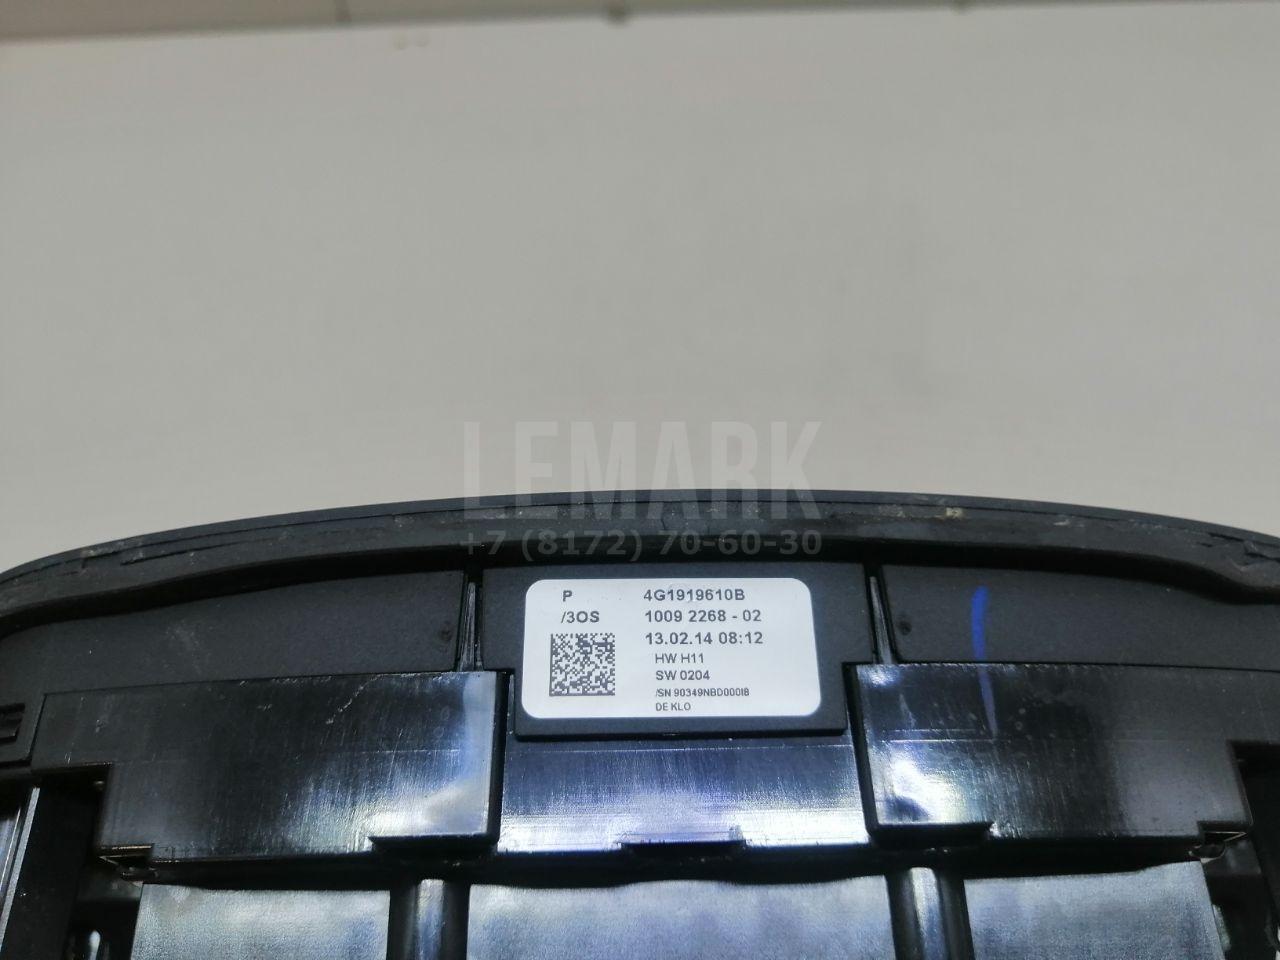 LEMARK
+7 (8172) 70-60-30
P 4G1919610B
/3OS 1009 2268 - 02
13.02.14 08:12
HW H11
SW 0204
/SN 90349NBD000IB
DE KLO